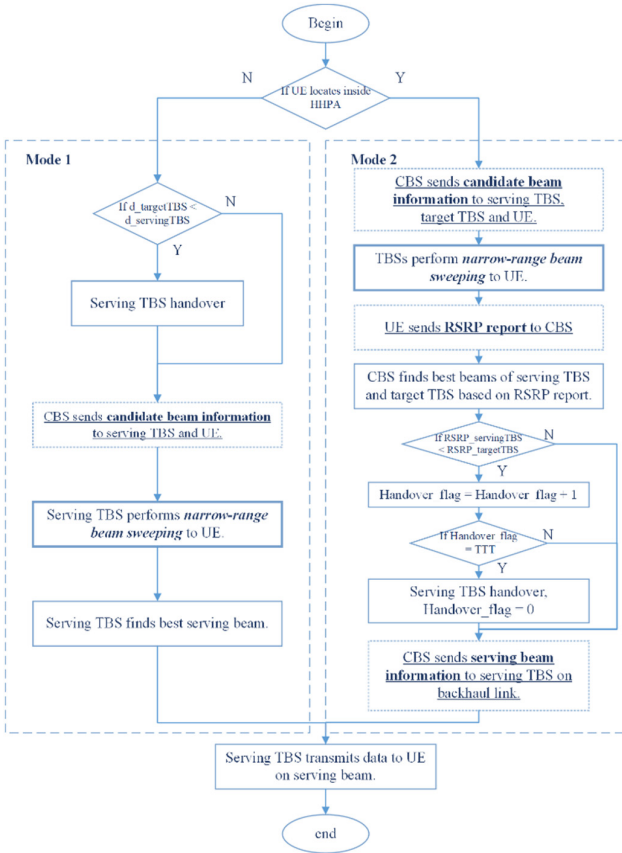 Begin
N
Y
If UE locates inside
HHPA
Mode 1
If d_targetTBS <
d_servingTBS
N
Y
Serving TBS handover
CBS sends candidate beam information
to serving TBS and UE.
Serving TBS performs narrow-range
beam sweeping to UE.
Serving TBS finds best serving beam.
Mode 2
CBS sends candidate beam
information to serving TBS,
target TBS and UE.
TBSs perform narrow-range beam
sweeping to UE.
UE sends RSRP report to CBS
CBS finds best beams of serving TBS
and target TBS based on RSRP report.
If RSRP_servingTBS
< RSRP_targetTBS
N
Y
Handover_flag = Handover_flag + 1
If Handover_flag
= TTT
N
Y
Serving TBS handover,
Handover_flag = 0
CBS sends serving beam
information to serving TBS on
backhaul link.
Serving TBS transmits data to UE
on serving beam.
end